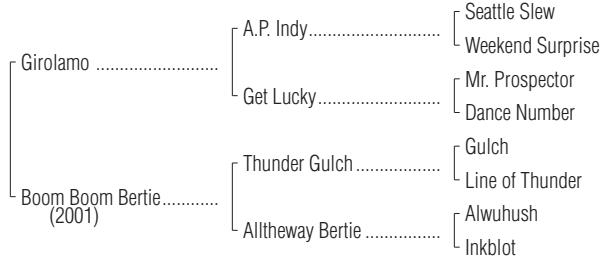 Seattle Slew
A.P. Indy..............................
Weekend Surprise
Girolamo ............................
Mr. Prospector
Get Lucky............................
Dance Number
Gulch
Thunder Gulch ...................
Line of Thunder
Boom Boom Bertie.............
(2001)
Alwuhush
Alltheway Bertie .................
Inkblot